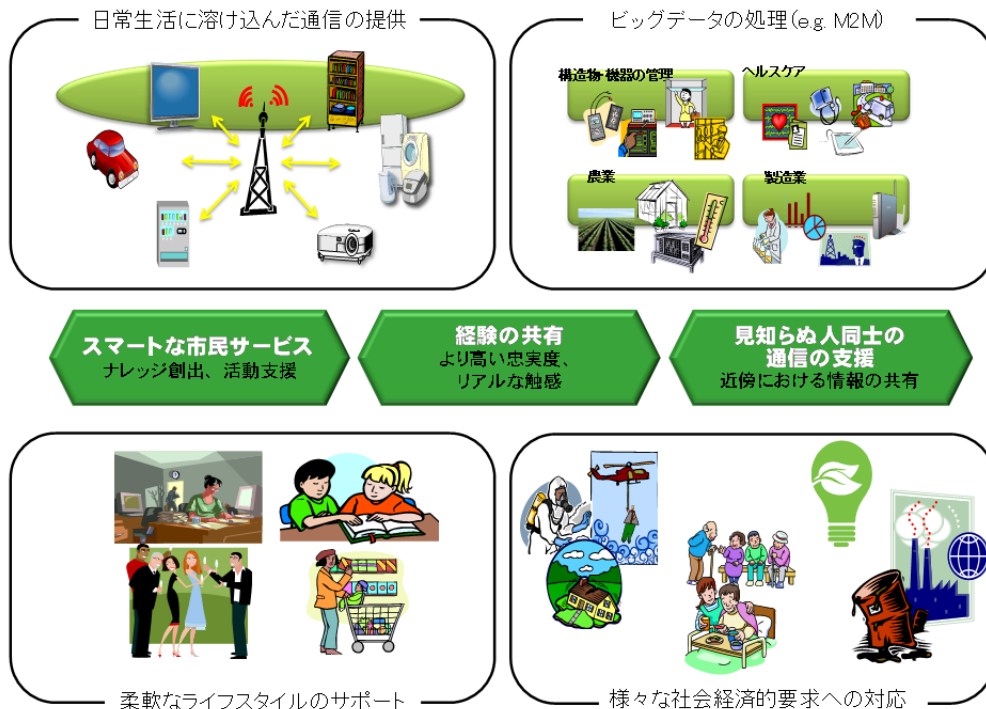 日常生活に溶け込んだ通信の提供
ビッグデータの処理(e.g. M2M)
構造物・機器の管理
ヘルスケア
農業
製造業
スマートな市民サービス
ナレッジ創出、活動支援
経験の共有
より高い忠実度、
リアルな触感
見知らぬ人同士の
通信の支援
近傍における情報の共有
柔軟なライフスタイルのサポート
様々な社会経済的要求への対応